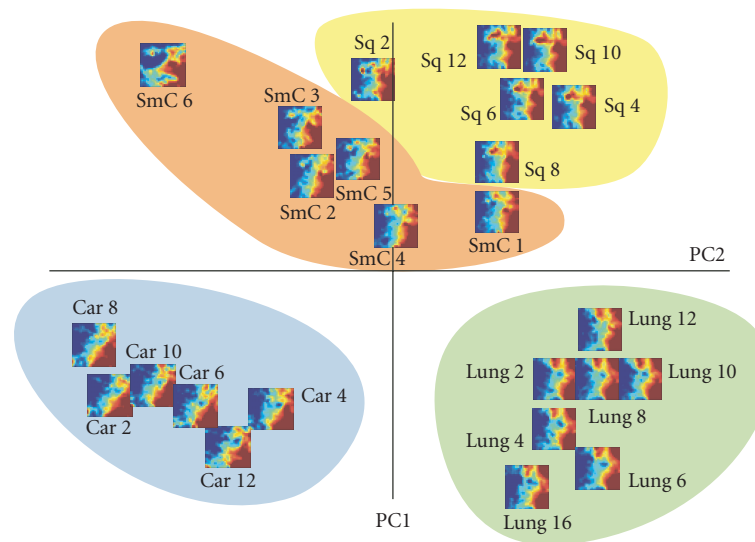 Sq 2
Sq 12
Sq 10
SmC 6
SmC 3
Sq 6
Sq 4
SmC 5
SmC 2
Sq 8
SmC 4
SmC 1
PC2
Car 8
Lung 12
Car 10
Car 6
Lung 2
Lung 10
Car 4
Car 2
Lung 8
Lung 4
Car 12
Lung 6
PC1
Lung 16